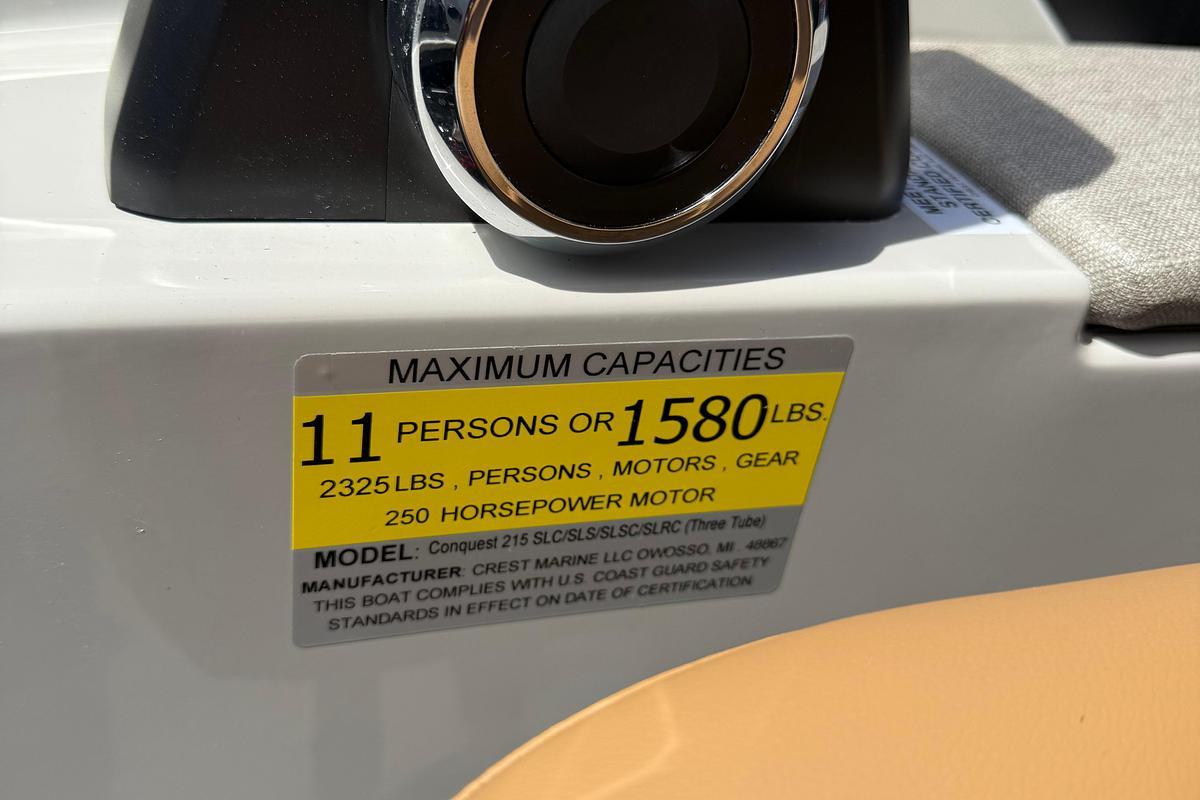 MAXIMUM CAPACITIES
11 PERSONS OR 1580 LBS.
2325 LBS , PERSONS , MOTORS , GEAR
250 HORSEPOWER MOTOR
MODEL: Conquest 215 SLC/SLS/SLSC/SLRC (Three Tube)
MANUFACTURER: CREST MARINE LLC OWOSSO, MI . 48867
THIS BOAT COMPLIES WITH U.S. COAST GUARD SAFETY
STANDARDS IN EFFECT ON DATE OF CERTIFICATION